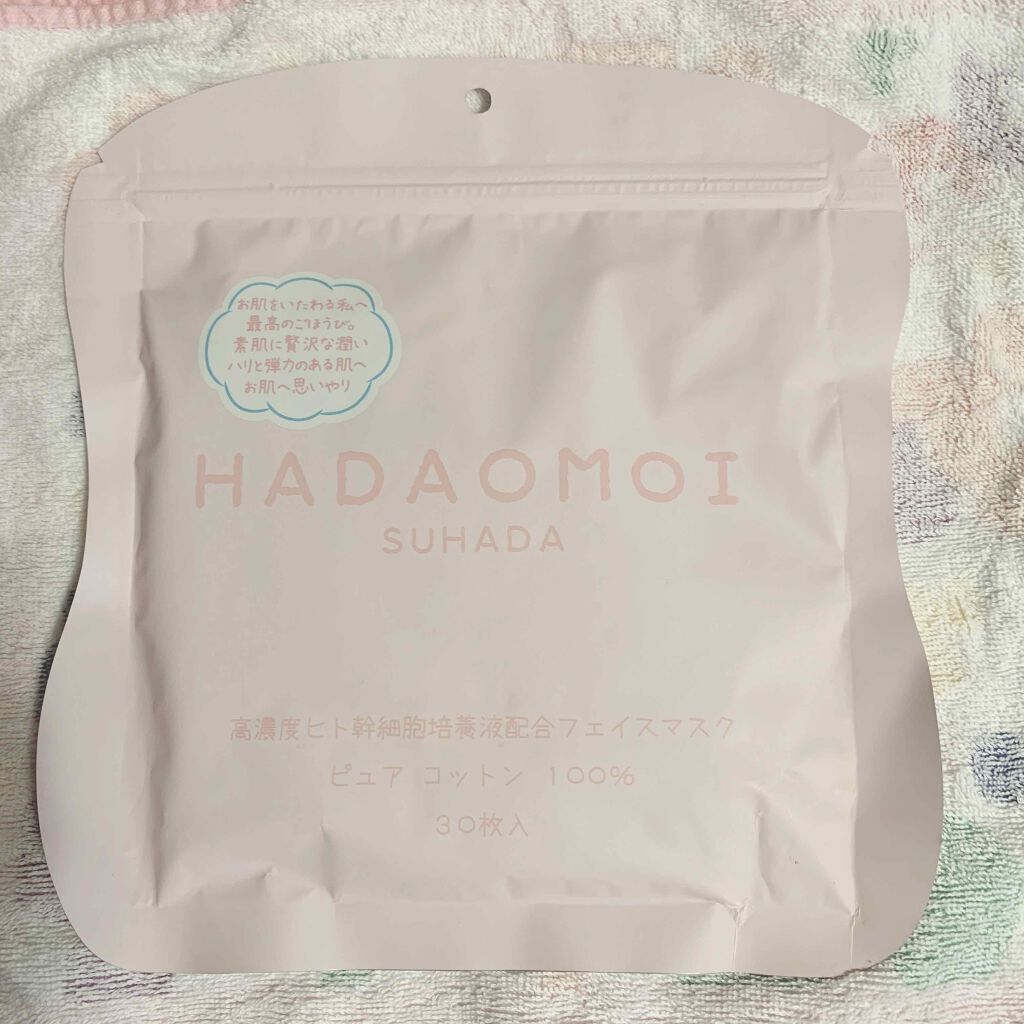 お肌をいたわる私へ
最高のごほうび。
素肌に贅沢な潤い
ハリと弾力のある肌へ
お肌へ思いやり
HADAOMOI
SUHADA
高濃度ヒト幹細胞培養液配合フェイスマスク
ピュア コットン 100%
30枚入